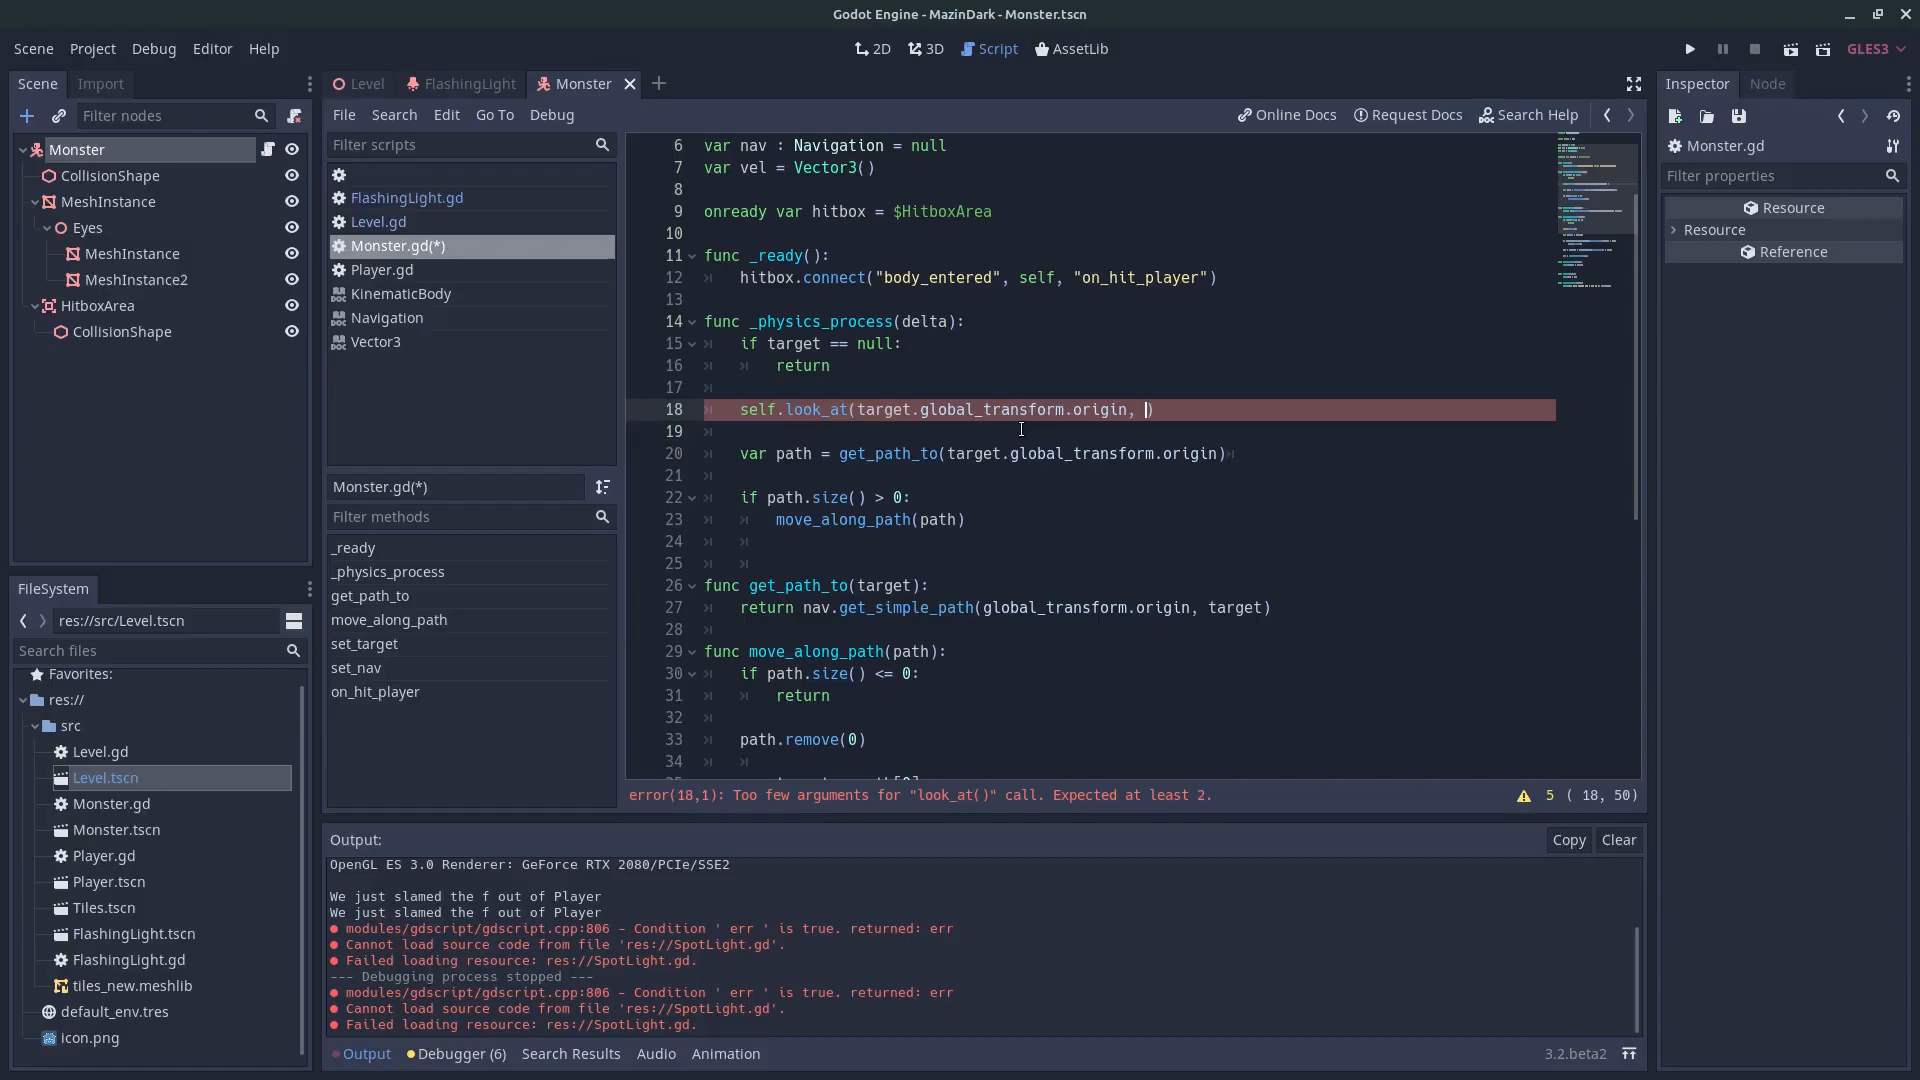 Godot Engine - MazinDark - Monster.tscn
Scene Project Debug Editor Help
2D 3D Script AssetLib
GLES3
Scene Import
Filter nodes
Monster
CollisionShape
MeshInstance
Eyes
MeshInstance
MeshInstance2
HitboxArea
CollisionShape
FileSystem
res://src/Level.tscn
Search files
Favorites:
res://
src
Level.gd
Level.tscn
Monster.gd
Monster.tscn
Player.gd
Player.tscn
Tiles.tscn
FlashingLight.tscn
FlashingLight.gd
tiles_new.meshlib
default_env.tres
icon.png
Level FlashingLight Monster
File Search Edit Go To Debug
Online Docs Request Docs Search Help
Filter scripts
FlashingLight.gd
Level.gd
Monster.gd(*)
Player.gd
KinematicBody
Navigation
Vector3
Monster.gd(*)
Filter methods
_ready
_physics_process
get_path_to
move_along_path
set_target
set_nav
on_hit_player
6 var nav : Navigation = null
7 var vel = Vector3()
8
9 onready var hitbox = $HitboxArea
10
11 func _ready():
12 hitbox.connect("body_entered", self, "on_hit_player")
13
14 func _physics_process(delta):
15 if target == null:
16 return
17
18 self.look_at(target.global_transform.origin, )
19
20 var path = get_path_to(target.global_transform.origin)
21
22 if path.size() > 0:
23 move_along_path(path)
24
25
26 func get_path_to(target):
27 return nav.get_simple_path(global_transform.origin, target)
28
29 func move_along_path(path):
30 if path.size() <= 0:
31 return
32
33 path.remove(0)
34
error(18,1): Too few arguments for "look_at()" call. Expected at least 2.
5 ( 18, 50)
Output:
Copy Clear
OpenGL ES 3.0 Renderer: GeForce RTX 2080/PCIe/SSE2
We just slamed the f out of Player
We just slamed the f out of Player
modules/gdscript/gdscript.cpp:806 - Condition ' err ' is true. returned: err
Cannot load source code from file 'res://SpotLight.gd'.
Failed loading resource: res://SpotLight.gd.
--- Debugging process stopped ---
modules/gdscript/gdscript.cpp:806 - Condition ' err ' is true. returned: err
Cannot load source code from file 'res://SpotLight.gd'.
Failed loading resource: res://SpotLight.gd.
Output Debugger (6) Search Results Audio Animation
3.2.beta2
Inspector Node
Monster.gd
Filter properties
Resource
Resource
Reference